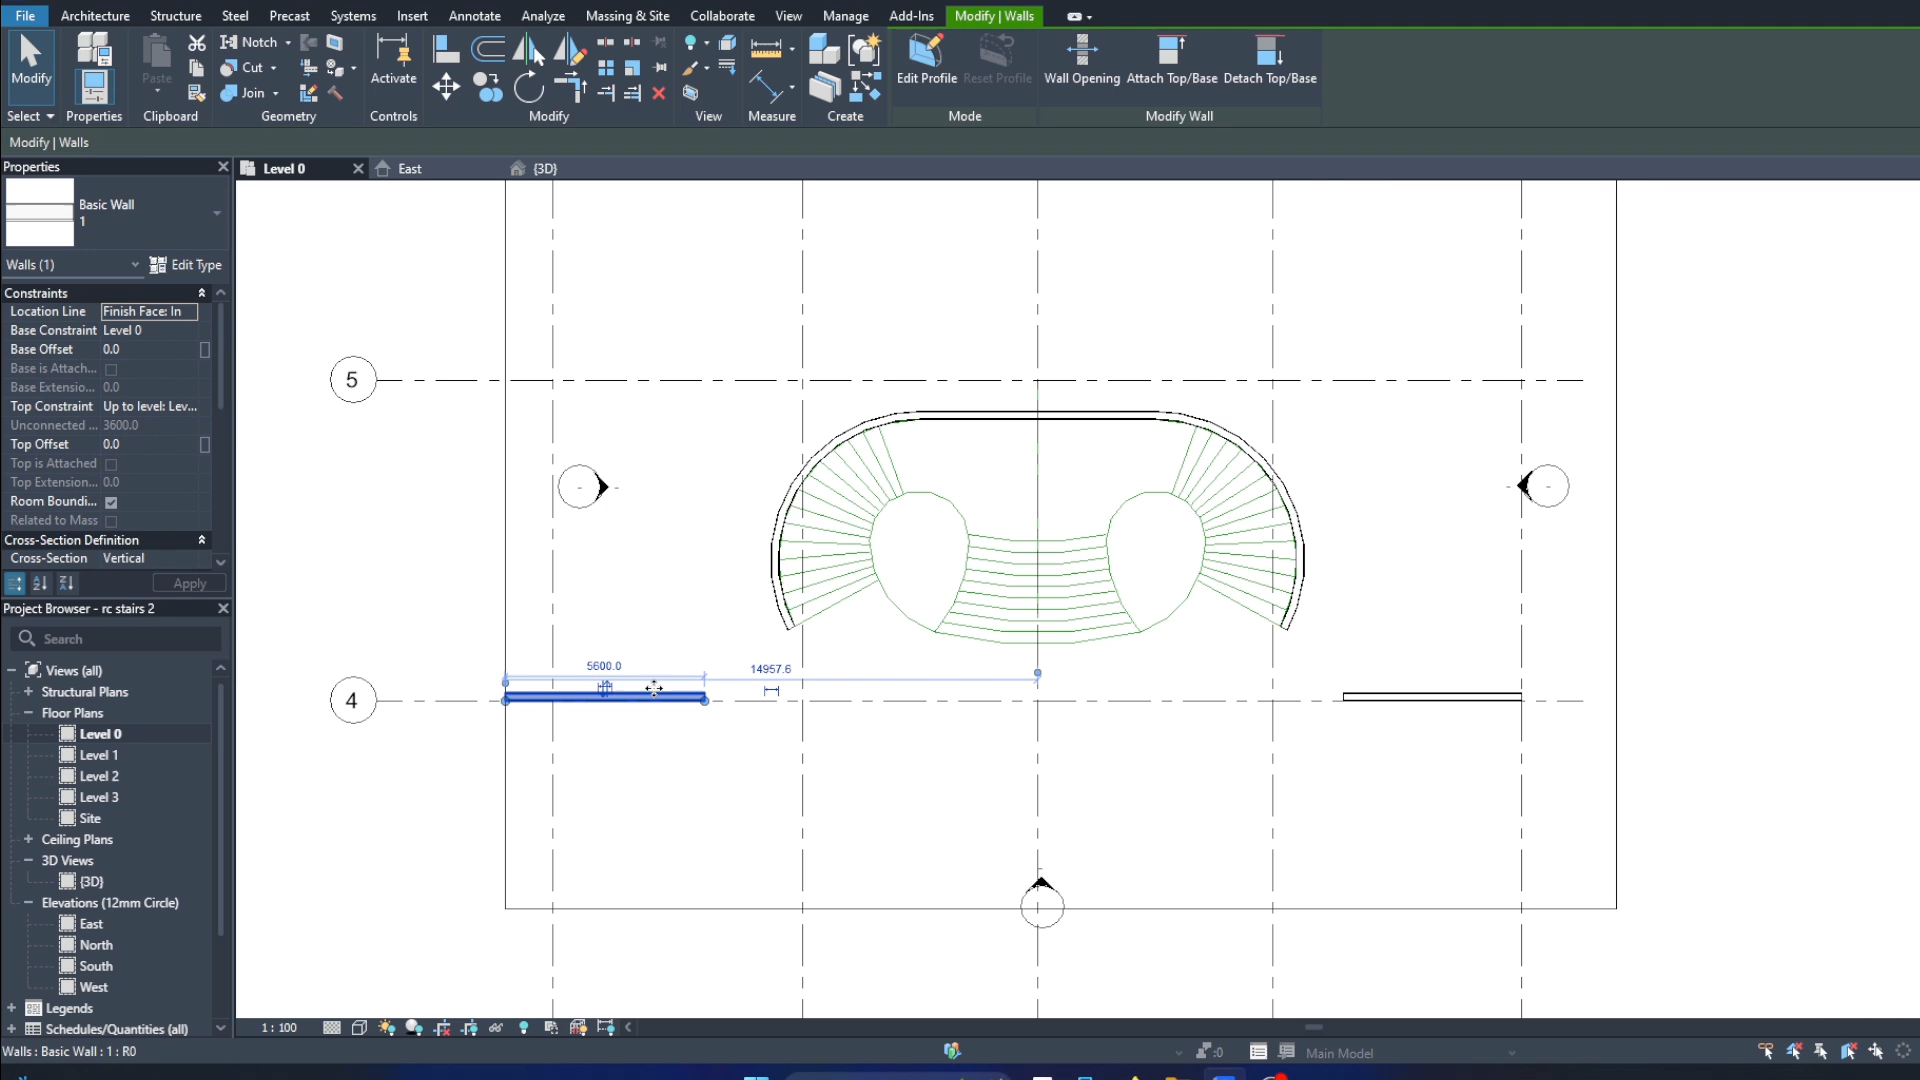 File Architecture Structure Steel Precast Systems Insert Annotate Analyze Massing & Site Collaborate View Manage Add-Ins Modify | Walls
Notch
Cut
Join
Modify
Paste
Activate
Edit Profile Reset Profile Wall Opening Attach Top/Base Detach Top/Base
Select Properties Clipboard Geometry Controls Modify View Measure Create Mode Modify Wall
Modify | Walls
Properties
Level 0 East {3D}
Basic Wall
1
Walls (1) Edit Type
Constraints
Location Line Finish Face: In
Base Constraint Level 0
Base Offset 0.0
Base is Attach...
Base Extensio... 0.0
Top Constraint Up to level: Lev...
Unconnected ... 3600.0
Top Offset 0.0
Top is Attached
Top Extension... 0.0
Room Boundi...
Related to Mass
Cross-Section Definition
Cross-Section Vertical
Apply
Project Browser - rc stairs 2
Search
Views (all)
Structural Plans
Floor Plans
Level 0
Level 1
Level 2
Level 3
Site
Ceiling Plans
3D Views
{3D}
Elevations (12mm Circle)
East
North
South
West
Legends
Schedules/Quantities (all)
5
5600.0 14957.6
4
1 : 100
Walls : Basic Wall : 1 : R0
:0
Main Model